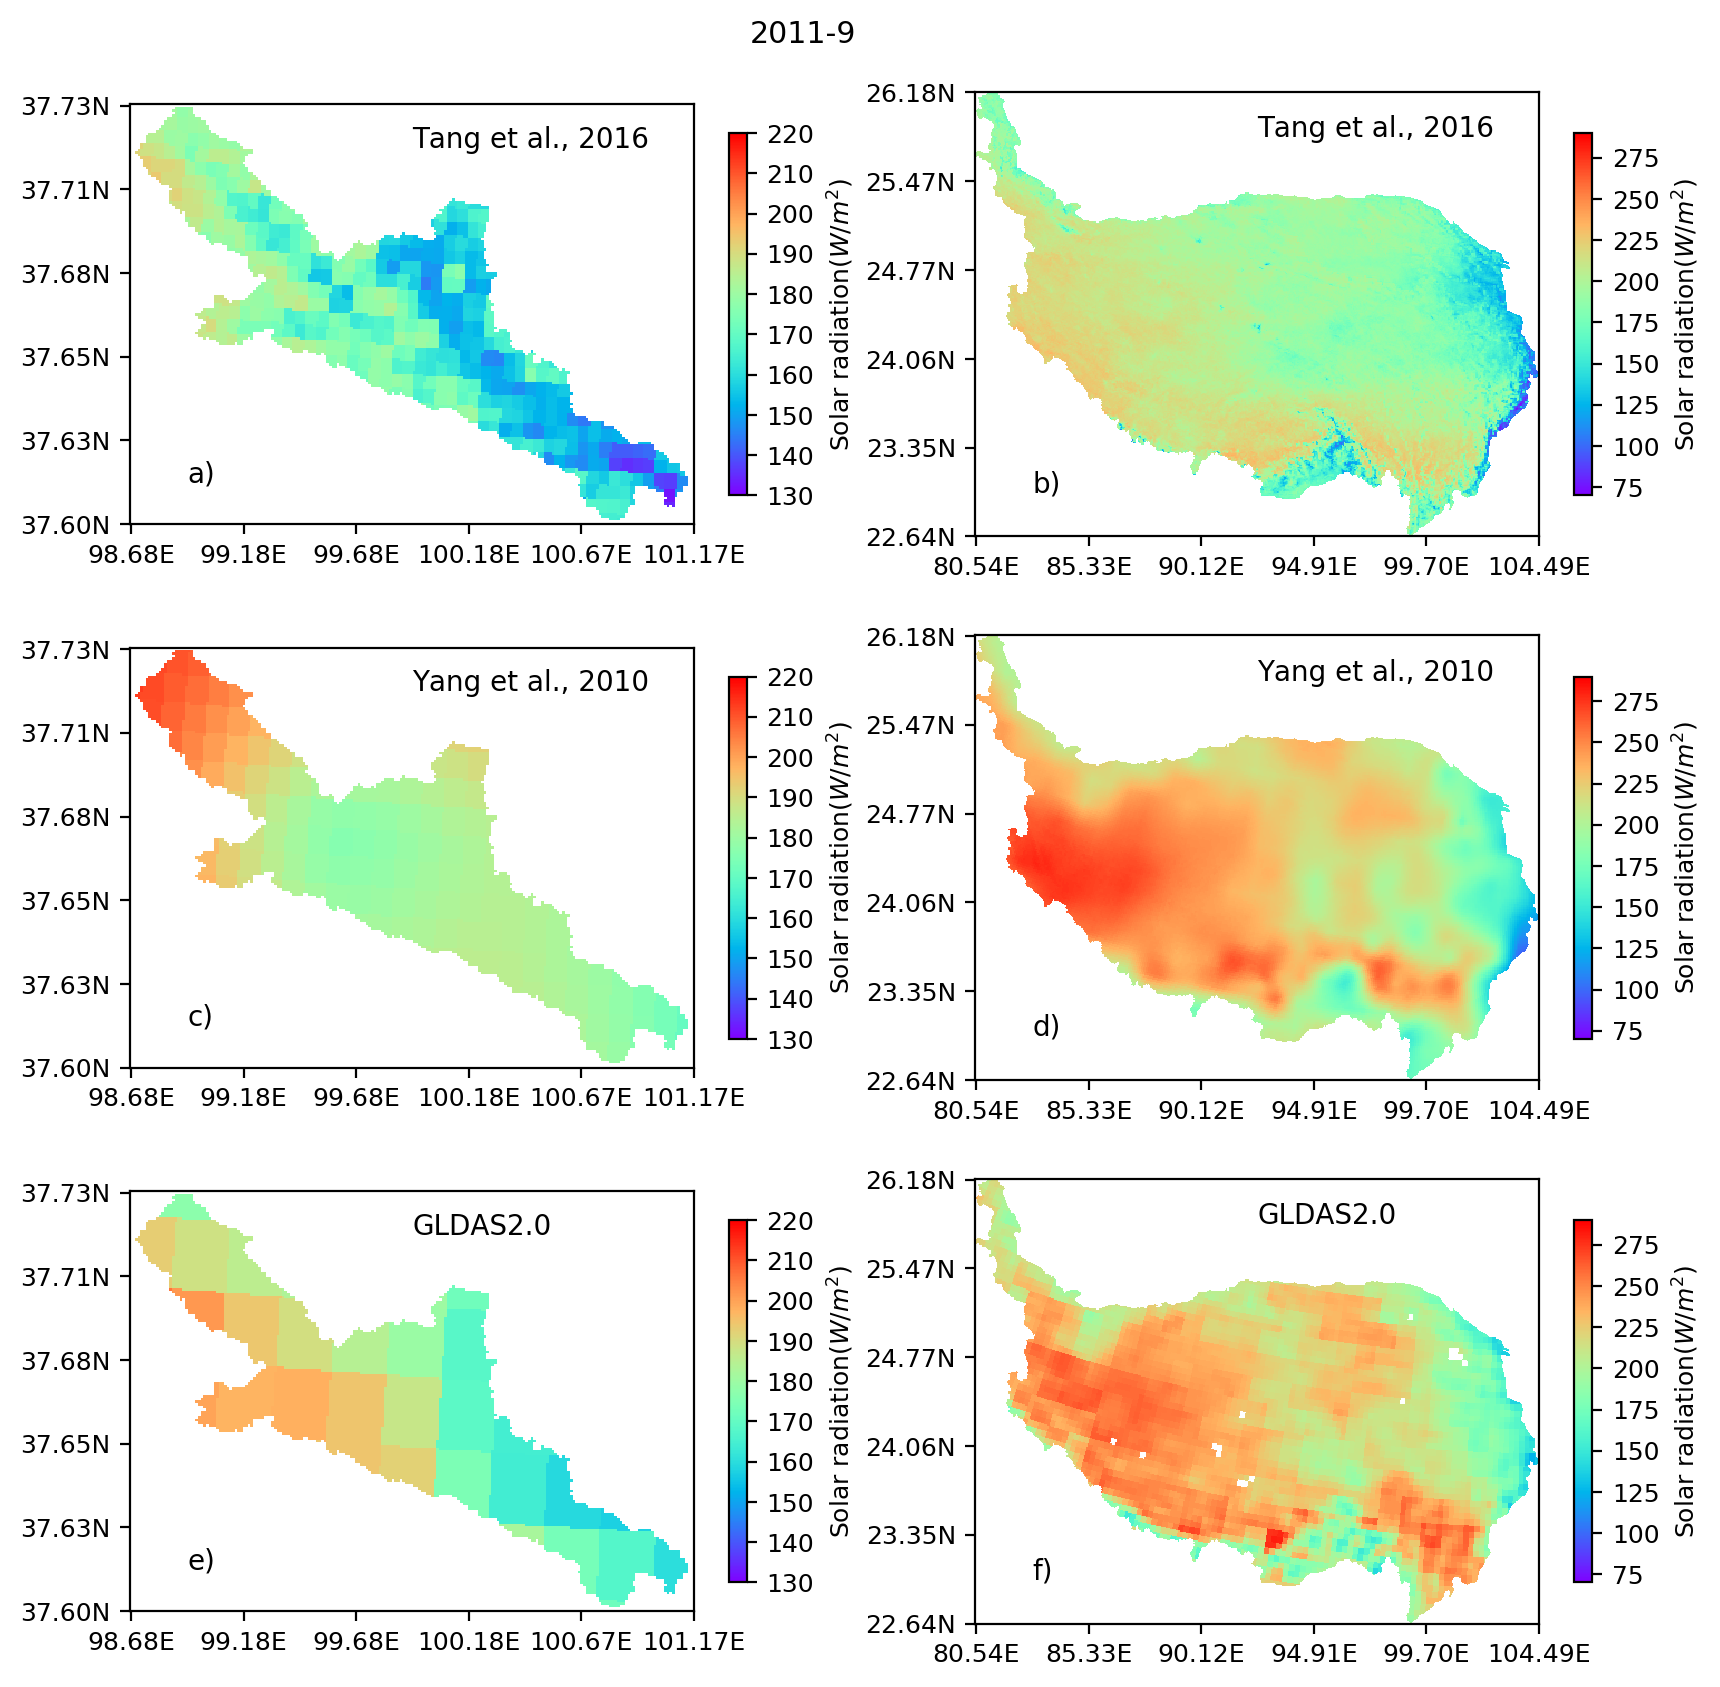 2011-9
37.73N
37.71N
37.68N
37.65N
37.63N
37.60N
98.68E 99.18E 99.68E 100.18E 100.67E 101.17E
Tang et al., 2016
a)
220
210
200
190
180
170
160
150
140
130
Solar radiation(W/m²)
26.18N
25.47N
24.77N
24.06N
23.35N
22.64N
80.54E 85.33E 90.12E 94.91E 99.70E 104.49E
Tang et al., 2016
b)
275
250
225
200
175
150
125
100
75
Solar radiation(W/m²)
37.73N
37.71N
37.68N
37.65N
37.63N
37.60N
98.68E 99.18E 99.68E 100.18E 100.67E 101.17E
Yang et al., 2010
c)
220
210
200
190
180
170
160
150
140
130
Solar radiation(W/m²)
26.18N
25.47N
24.77N
24.06N
23.35N
22.64N
80.54E 85.33E 90.12E 94.91E 99.70E 104.49E
Yang et al., 2010
d)
275
250
225
200
175
150
125
100
75
Solar radiation(W/m²)
37.73N
37.71N
37.68N
37.65N
37.63N
37.60N
98.68E 99.18E 99.68E 100.18E 100.67E 101.17E
GLDAS2.0
e)
220
210
200
190
180
170
160
150
140
130
Solar radiation(W/m²)
26.18N
25.47N
24.77N
24.06N
23.35N
22.64N
80.54E 85.33E 90.12E 94.91E 99.70E 104.49E
GLDAS2.0
f)
275
250
225
200
175
150
125
100
75
Solar radiation(W/m²)